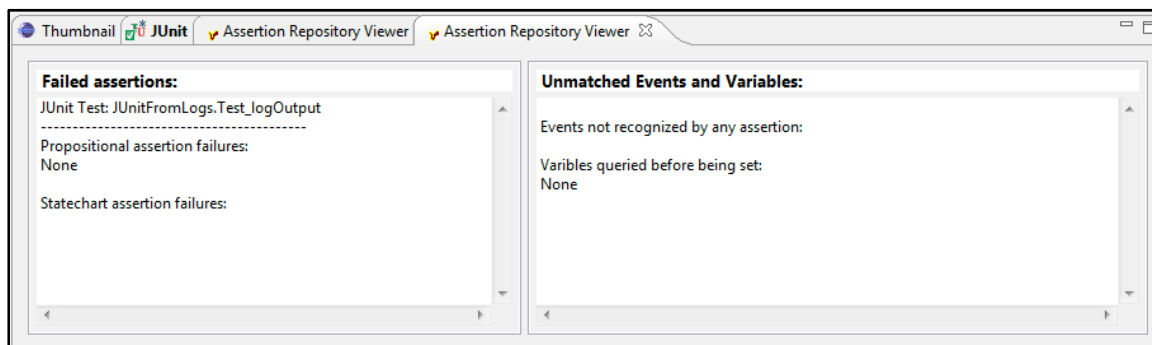 Thumbnail JUnit Assertion Repository Viewer Assertion Repository Viewer
Failed assertions:
JUnit Test: JUnitFromLogs.Test_logOutput
------------------------------------------
Propositional assertion failures:
None
Statechart assertion failures:
Unmatched Events and Variables:
Events not recognized by any assertion:
Varibles queried before being set:
None